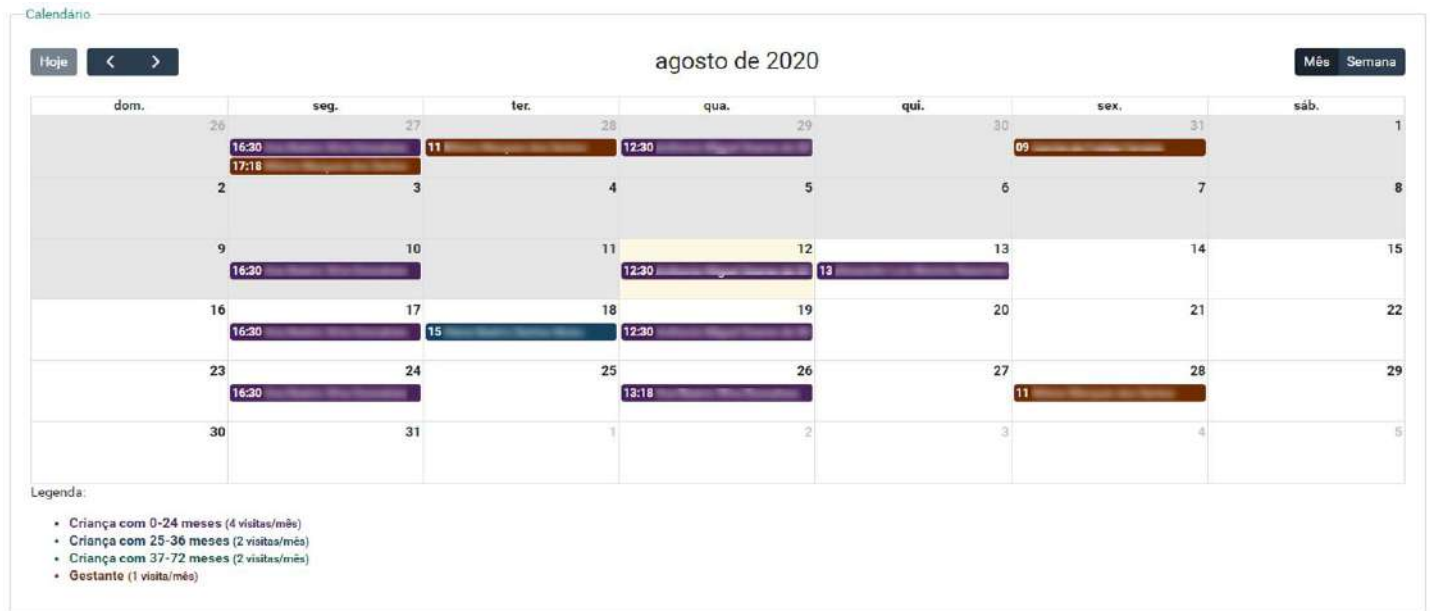 Calendário
Hoje < > agosto de 2020 Mês Semana
dom. seg. ter. qua. qui. sex. sáb.
26 27 28 29 30 31 1
16:30 11 12:30 09
17:18
2 3 4 5 6 7 8
9 10 11 12 13 14 15
16:30 12:30 13
16 17 18 19 20 21 22
16:30 15 12:30
23 24 25 26 27 28 29
16:30 13:18 11
30 31 1 2 3 4 5
Legenda:
• Criança com 0-24 meses (4 visitas/mês)
• Criança com 25-36 meses (2 visitas/mês)
• Criança com 37-72 meses (2 visitas/mês)
• Gestante (1 visita/mês)